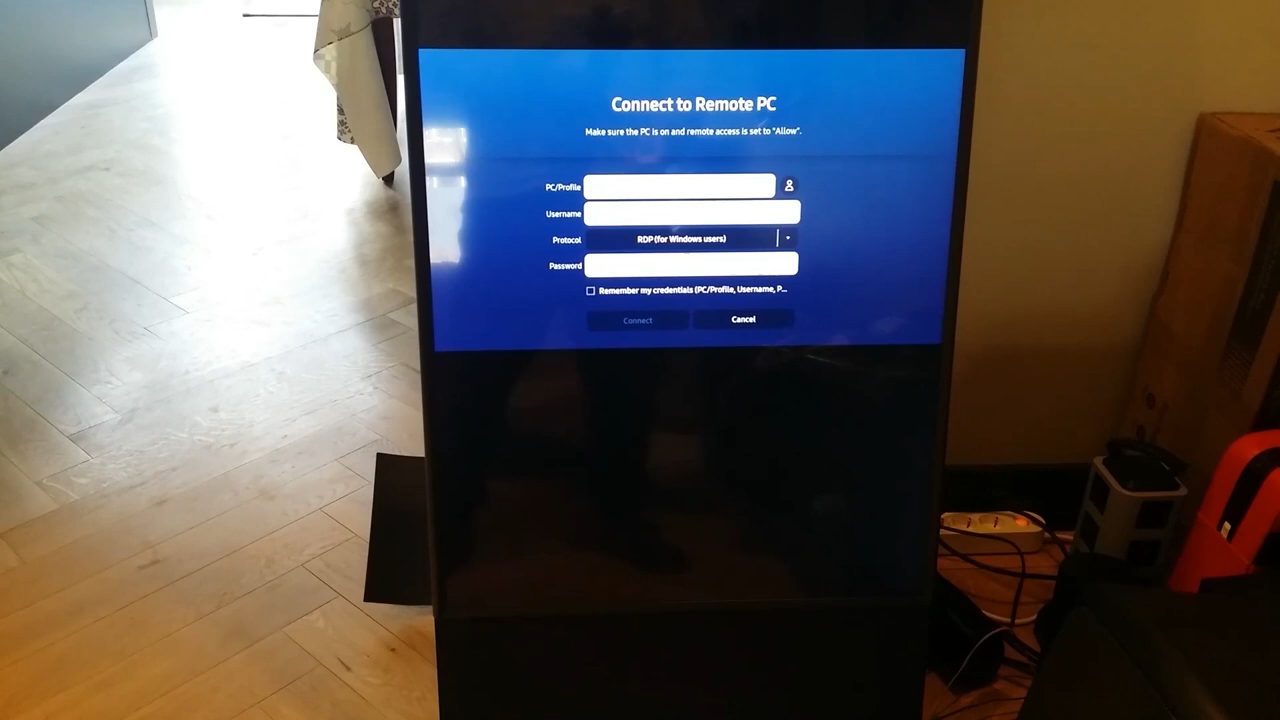 Connect to Remote PC
Make sure the PC is on and remote access is set to "Allow".
PC/Profile
Username
Protocol
RDP (for Windows users)
Password
Remember my credentials (PC/Profile, Username, P...
Connect
Cancel